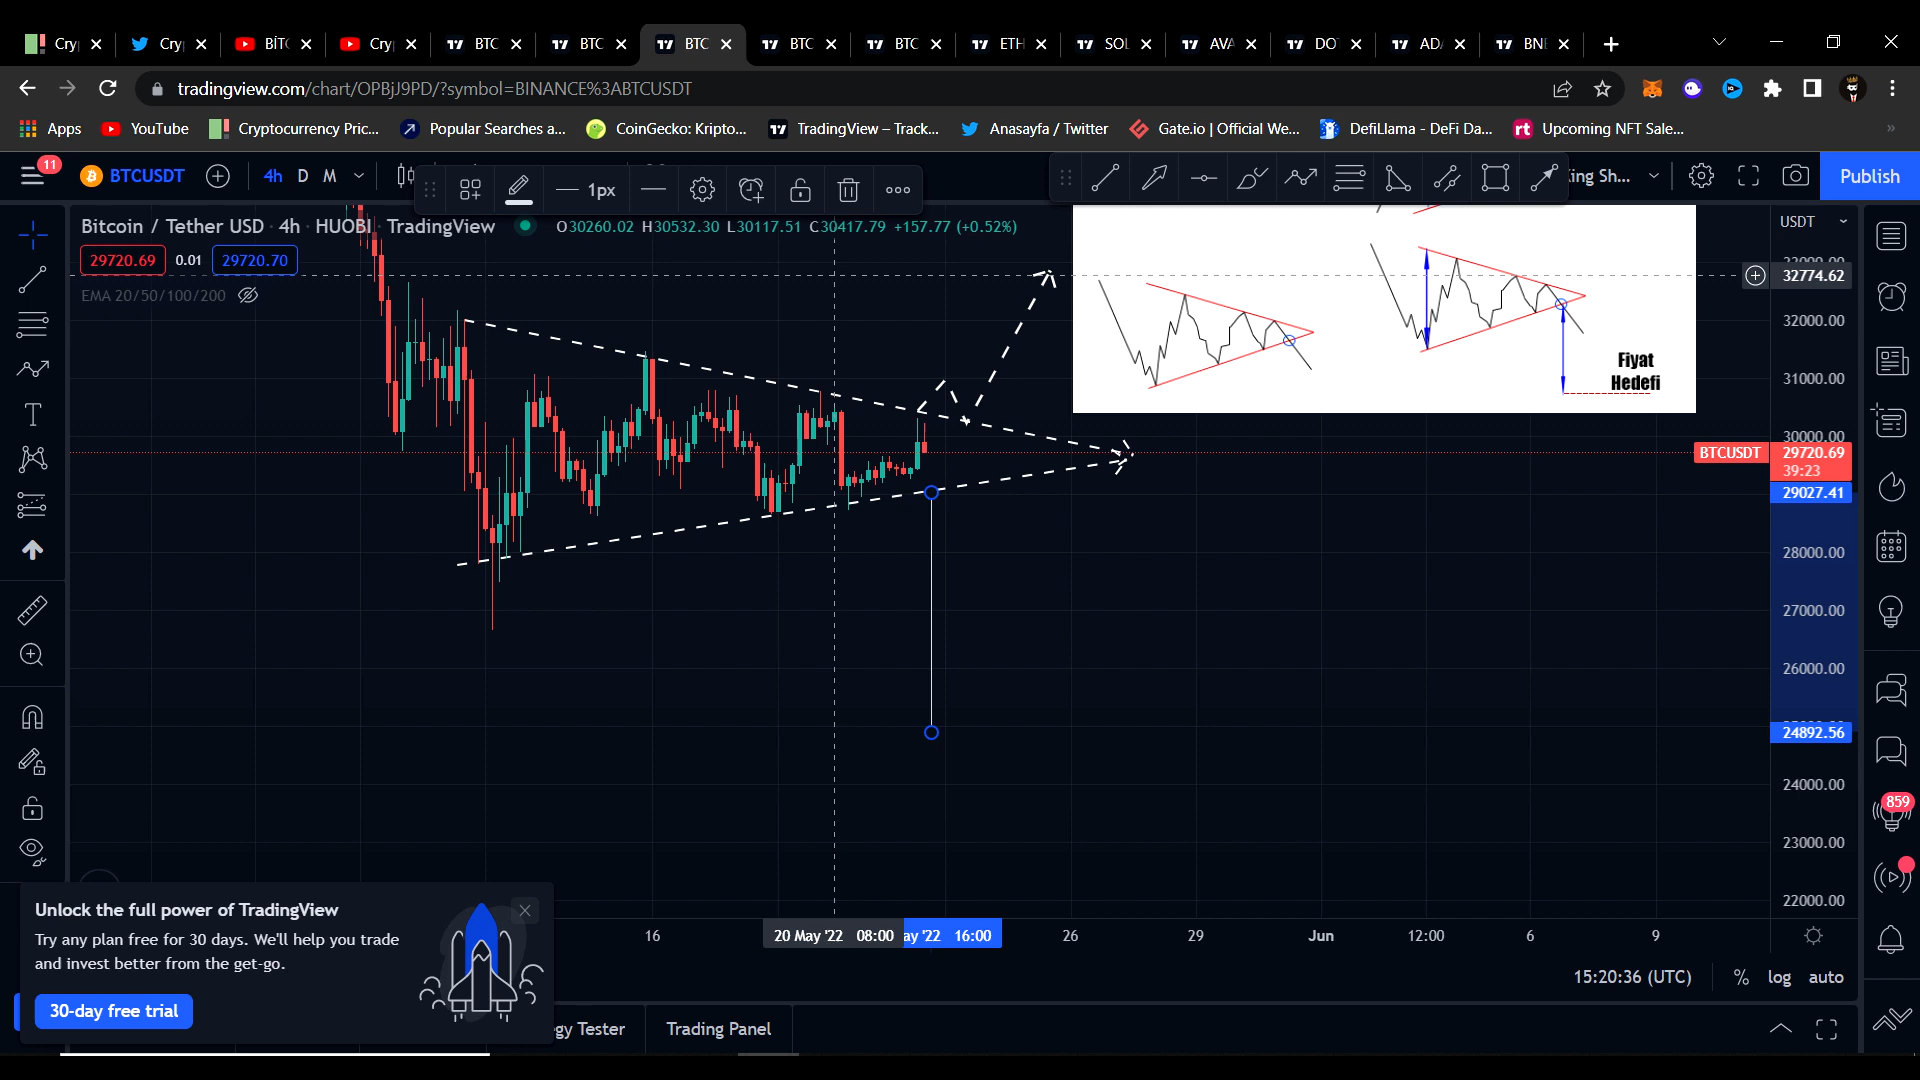 Cry BİTC Cry BTC BTC BTC BTC BTC ETH SOL AVA DO ADA BNB
Cry
tradingview.com/chart/OPBjJ9PD/?symbol=BINANCE%3ABTCUSDT
Apps YouTube Cryptocurrency Pric... Popular Searches a... CoinGecko: Kripto... TradingView – Track... Anasayfa / Twitter Gate.io | Official We... DefiLlama - DeFi Da... Upcoming NFT Sale... »
11 BTCUSDT 4h D M 1px ing Sh... Publish
Bitcoin / Tether USD · 4h · HUOBI · TradingView O30260.02 H30532.30 L30117.51 C30417.79 +157.77 (+0.52%) USDT
29720.69 0.01 29720.70
EMA 20/50/100/200
32774.62
32000.00
31000.00
Fiyat
Hedefi
30000.00
BTCUSDT 29720.69
39:23
29027.41
28000.00
27000.00
26000.00
24892.56
24000.00
23000.00
22000.00
859
16 20 May '22 08:00 ay '22 16:00 26 29 Jun 12:00 6 9
15:20:36 (UTC) % log auto
Unlock the full power of TradingView
Try any plan free for 30 days. We'll help you trade
and invest better from the get-go.
30-day free trial
gy Tester Trading Panel